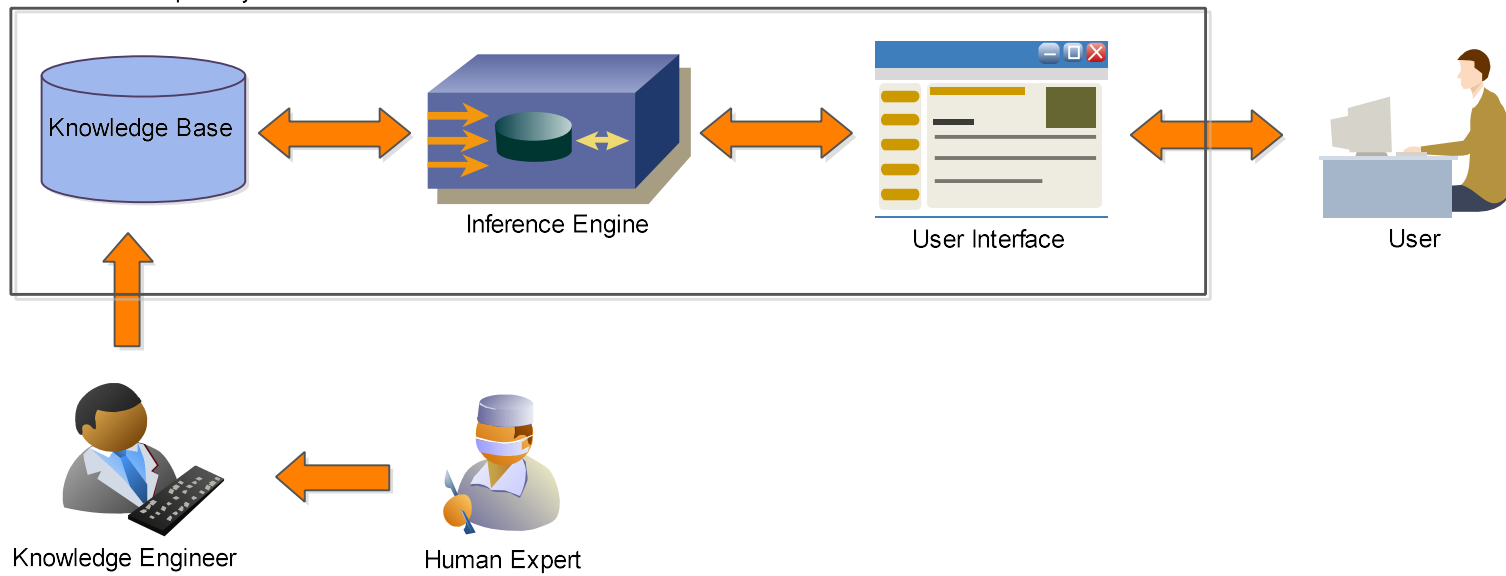 Knowledge Base
Inference Engine
User Interface
User
Knowledge Engineer
Human Expert